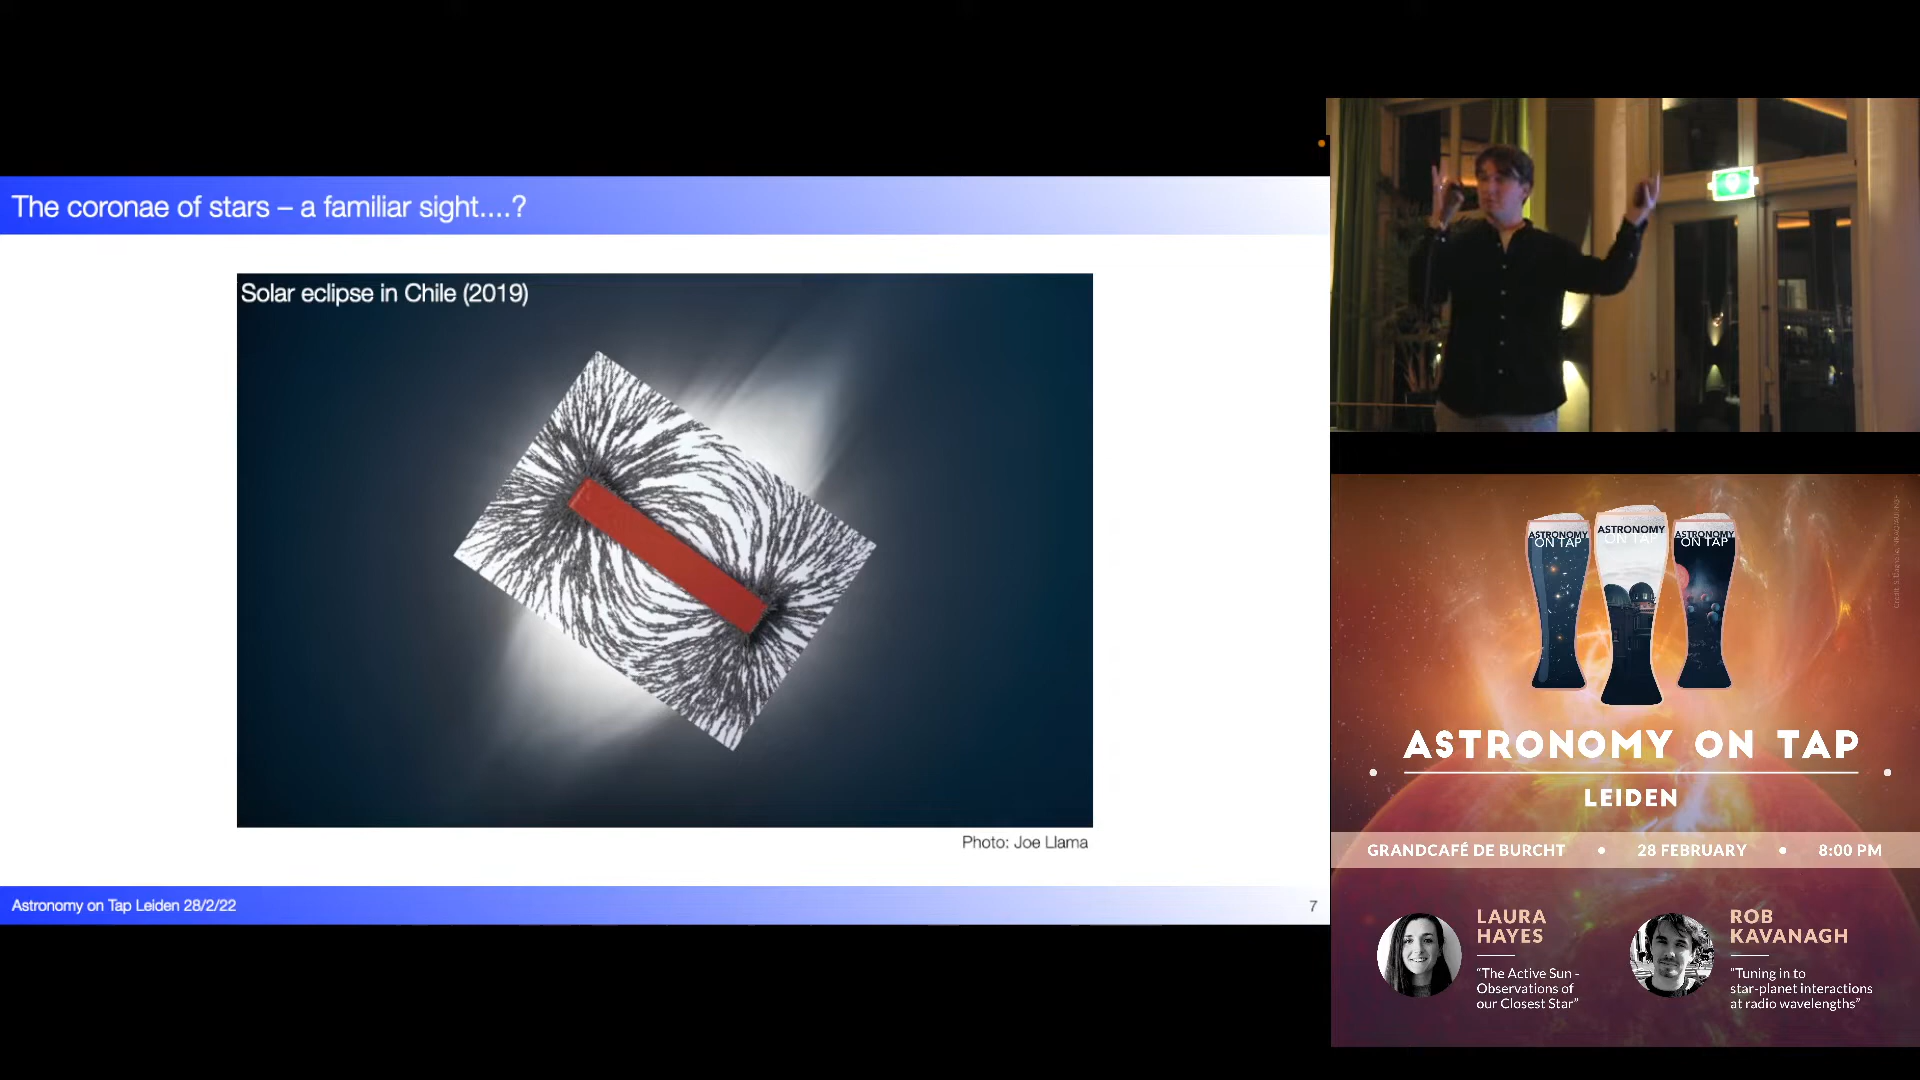 The coronae of stars – a familiar sight....?
Solar eclipse in Chile (2019)
Photo: Joe Llama
Astronomy on Tap Leiden 28/2/22
7
ASTRONOMY
ON TAP
ASTRONOMY
ON TAP
ASTRONOMY
ON TAP
ASTRONOMY ON TAP
LEIDEN
GRANDCAFÉ DE BURCHT • 28 FEBRUARY • 8:00 PM
LAURA
HAYES
"The Active Sun -
Observations of
our Closest Star"
ROB
KAVANAGH
"Tuning in to
star-planet interactions
at radio wavelengths"